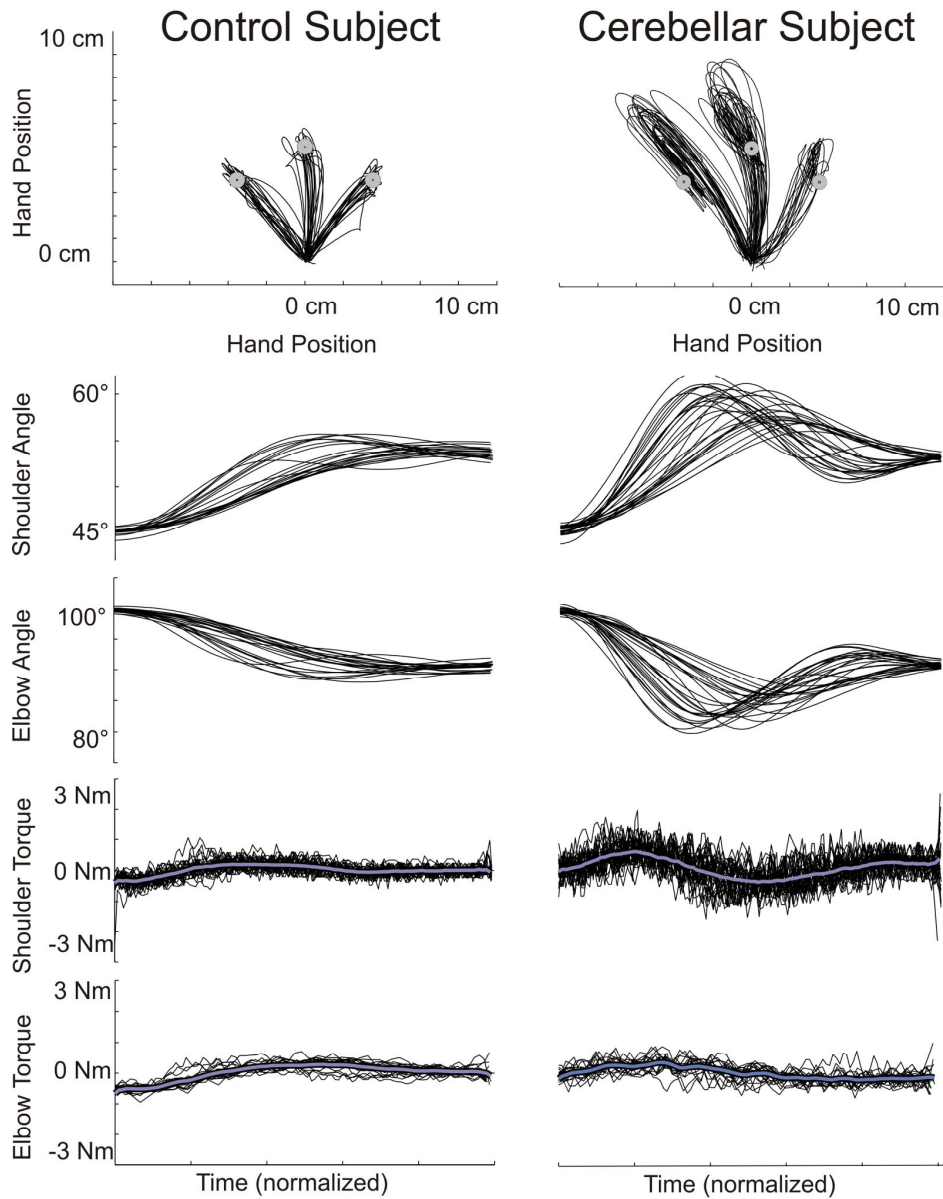 Control Subject
Cerebellar Subject
10 cm
Hand Position
0 cm
0 cm 10 cm
0 cm 10 cm
Hand Position
Hand Position
60°
Shoulder Angle
45°
100°
Elbow Angle
80°
3 Nm
Shoulder Torque
0 Nm
-3 Nm
3 Nm
Elbow Torque
0 Nm
-3 Nm
Time (normalized)
Time (normalized)